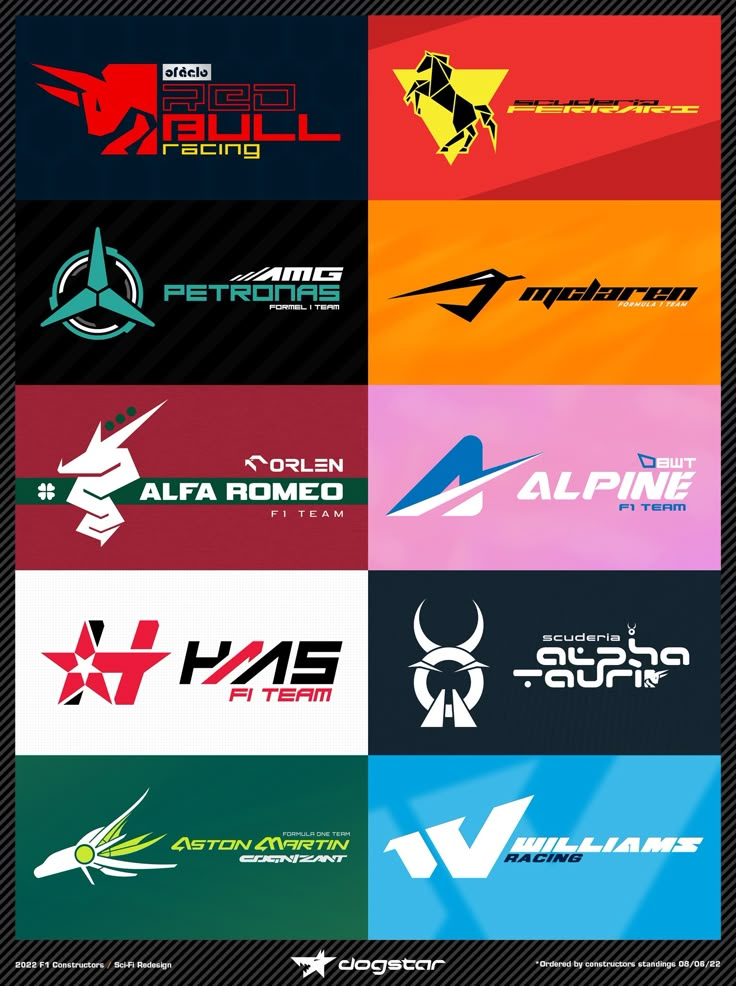 oracle
RED
BULL
racing
scuderia
FERRARI
AMG
PETRONAS
FORMEL 1 TEAM
mclaren
FORMULA 1 TEAM
ORLEN
ALFA ROMEO
F1 TEAM
BWT
ALPINE
F1 TEAM
HAAS
F1 TEAM
scuderia
alpha
tauri
FORMULA ONE TEAM
ASTON MARTIN
COGNIZANT
WILLIAMS
RACING
2022 F1 Constructors / Sci-Fi Redesign
dogstar
*Ordered by constructors standings 08/06/22